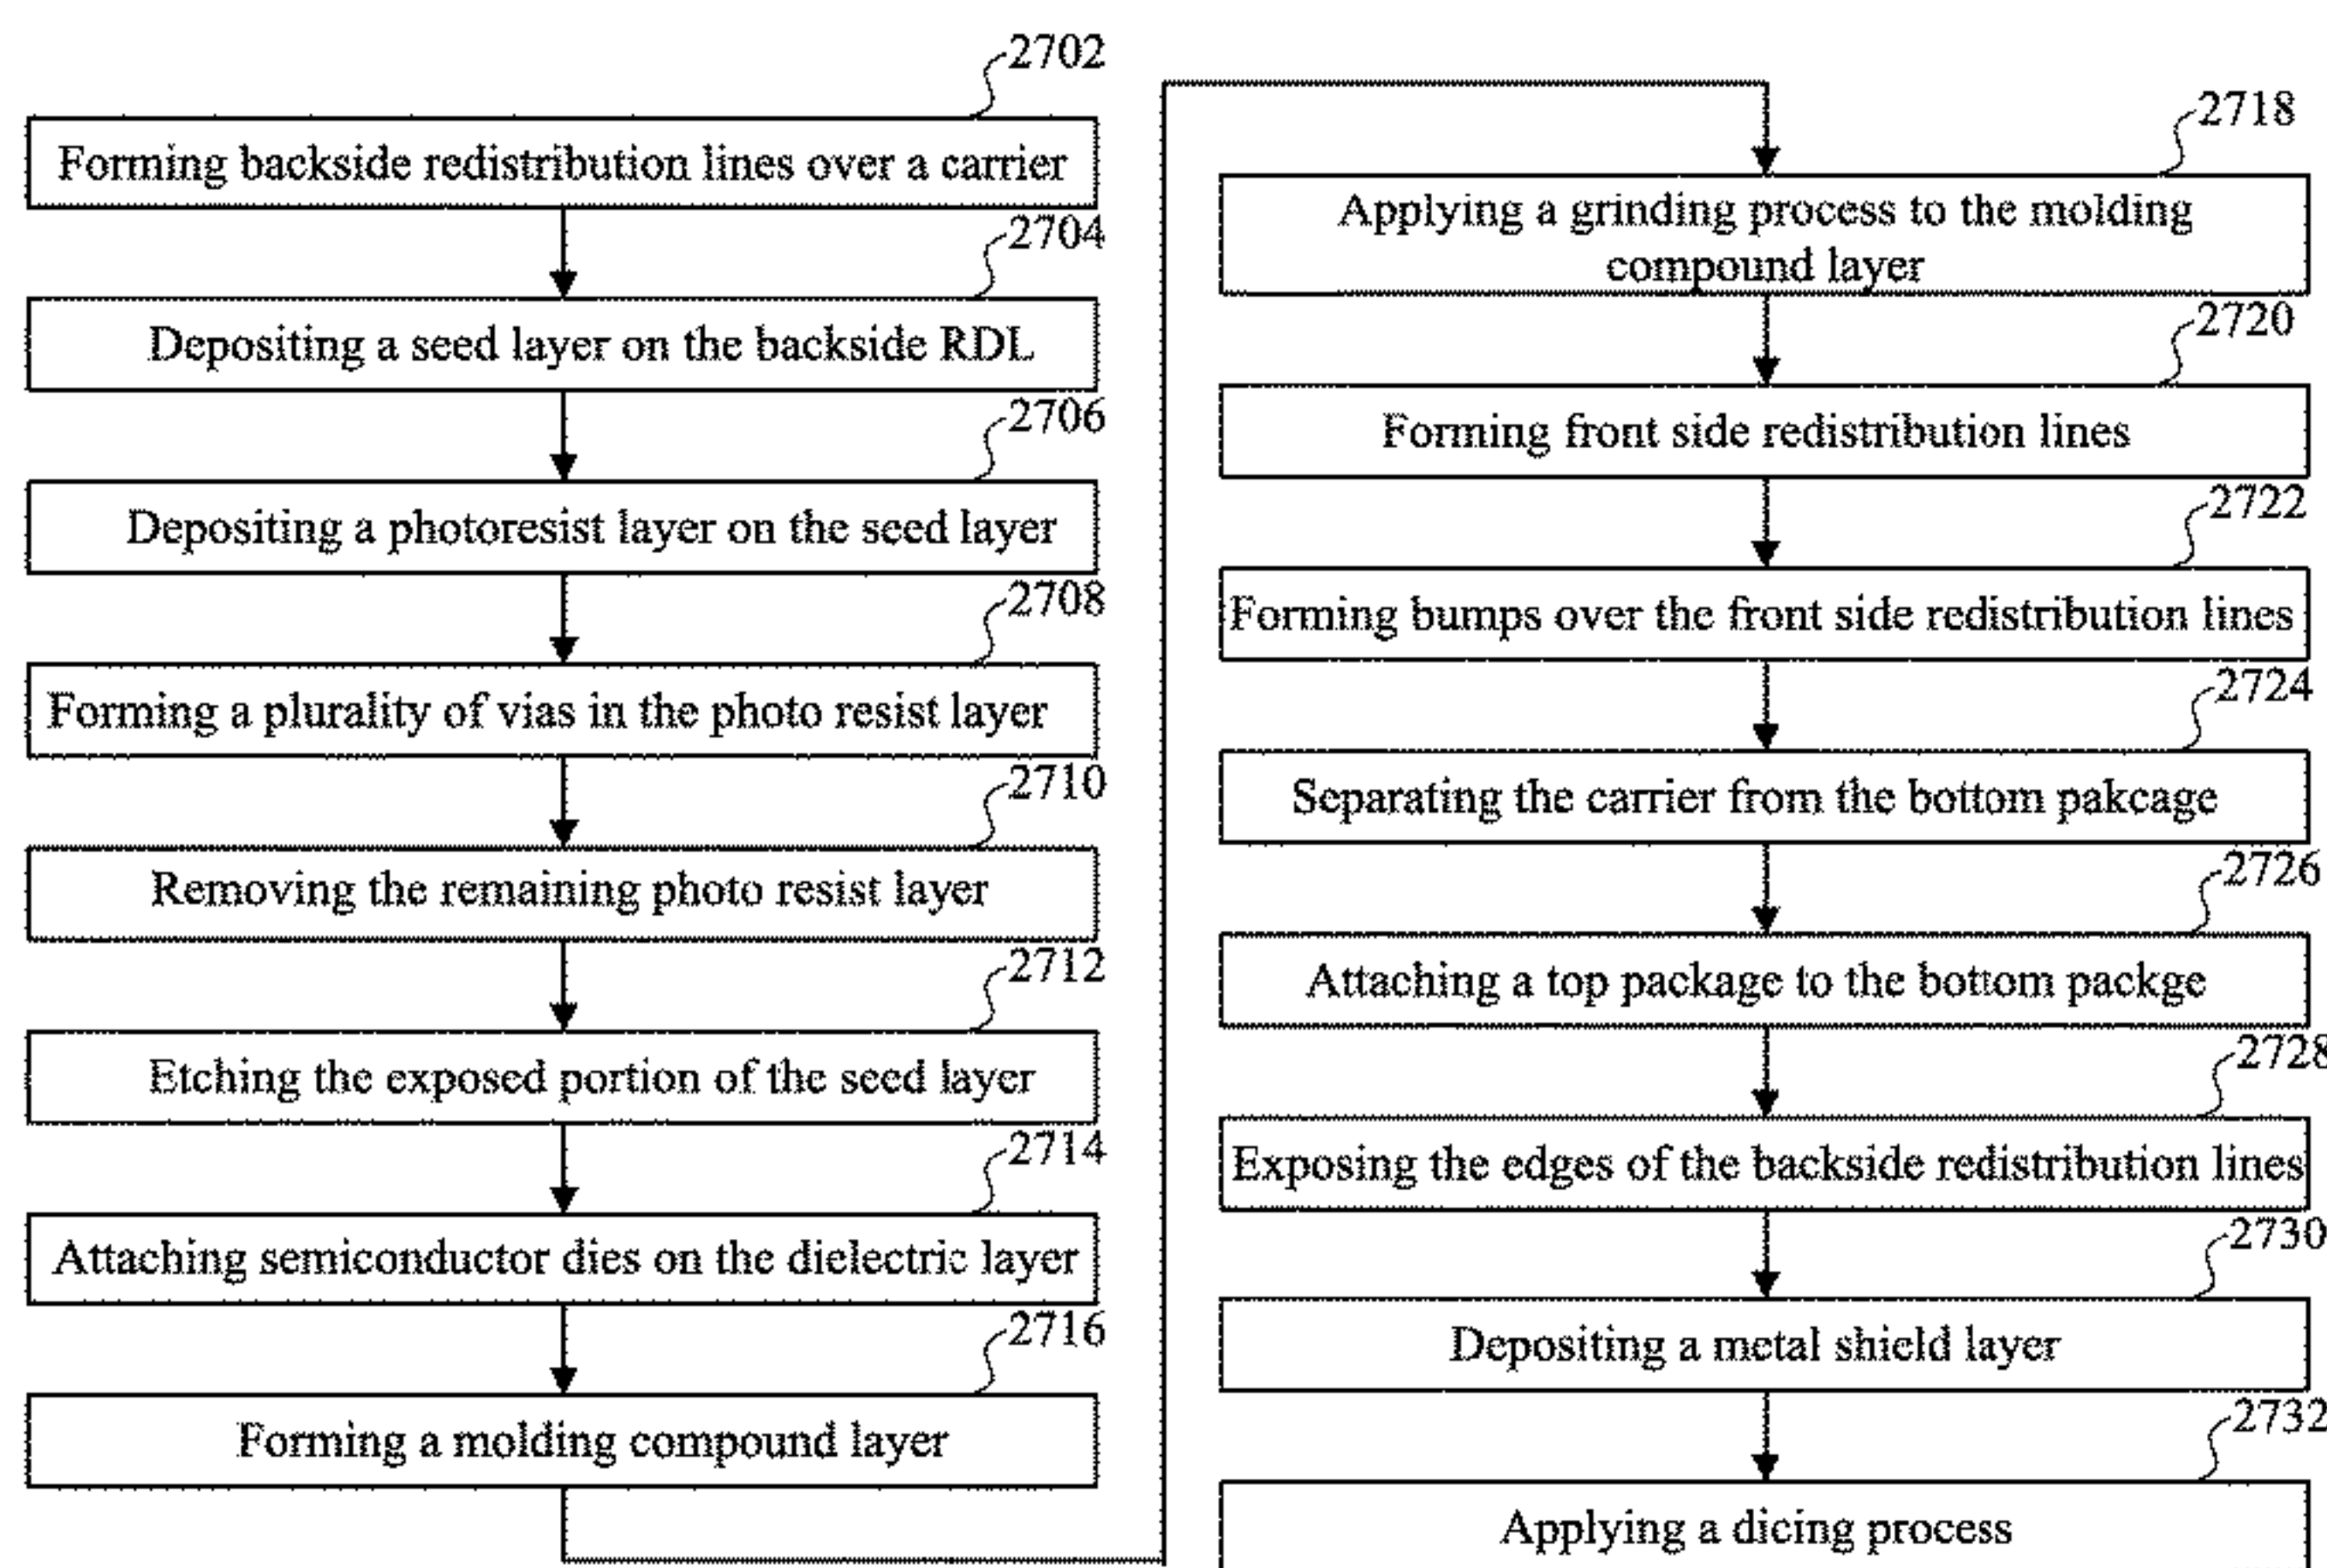 2702
Forming backside redistribution lines over a carrier
2704
Depositing a seed layer on the backside RDL
2706
Depositing a photoresist layer on the seed layer
2708
Forming a plurality of vias in the photo resist layer
2710
Removing the remaining photo resist layer
2712
Etching the exposed portion of the seed layer
2714
Attaching semiconductor dies on the dielectric layer
2716
Forming a molding compound layer
2718
Applying a grinding process to the molding
compound layer
2720
Forming front side redistribution lines
2722
Forming bumps over the front side redistribution lines
2724
Separating the carrier from the bottom pakcage
2726
Attaching a top package to the bottom packge
2728
Exposing the edges of the backside redistribution lines
2730
Depositing a metal shield layer
2732
Applying a dicing process